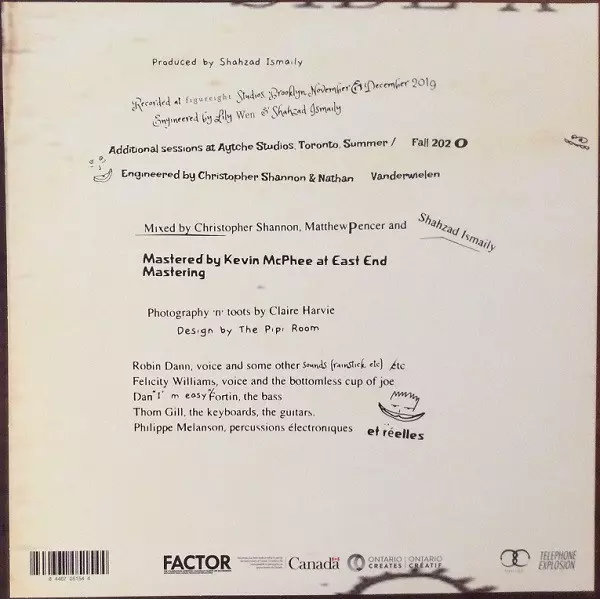 SIDE A
Produced by Shahzad Ismaily
Recorded at figureight Studios, Brooklyn, November & December 2019
Engineered by Lily Wen & Shahzad Ismaily
Additional sessions at Aytche Studios, Toronto, Summer / Fall 2020
Engineered by Christopher Shannon & Nathan Vanderwielen
Mixed by Christopher Shannon, Matthew Pencer and Shahzad Ismaily
Mastered by Kevin McPhee at East End
Mastering
Photography 'n' toots by Claire Harvie
Design by The Pipi Room
Robin Dann, voice and some other sounds (rainstick, etc) Etc
Felicity Williams, voice and the bottomless cup of joe
Dan "I' m easy" Fortin, the bass
Thom Gill, the keyboards, the guitars.
Philippe Melanson, percussions électroniques et réelles
FACTOR Canada ONTARIO CREATES ONTARIO CRÉATIF TELEPHONE EXPLOSION